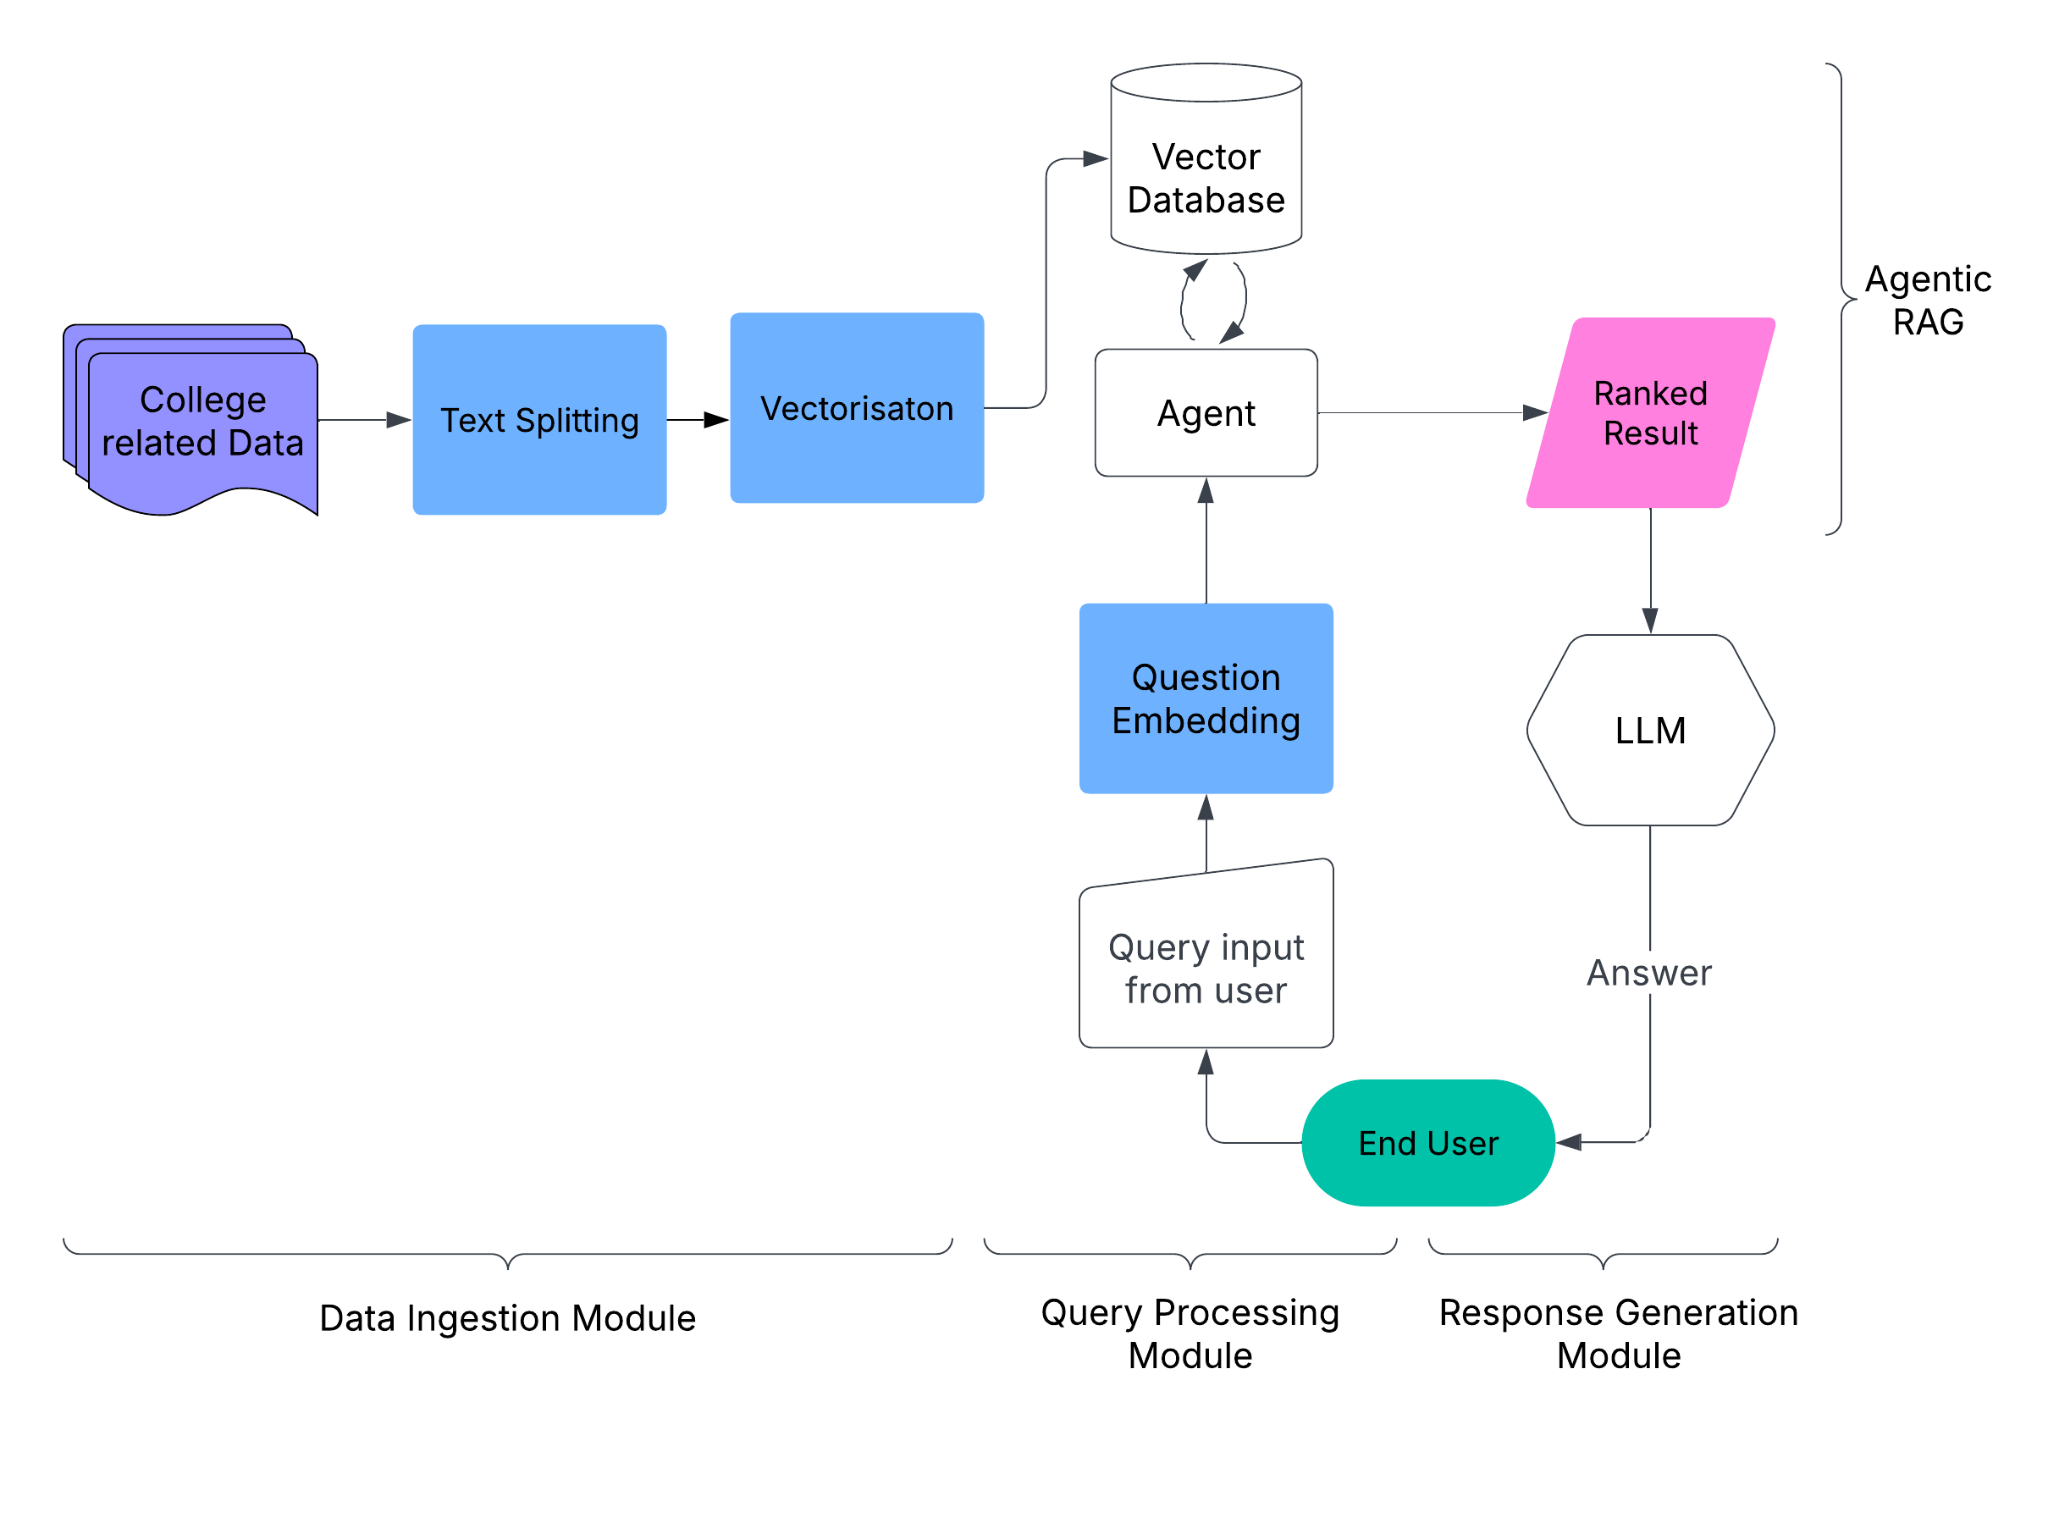 Vector
Database
Agentic
RAG
College
related Data
Text Splitting
Vectorisaton
Agent
Ranked
Result
Question
Embedding
LLM
Query input
from user
Answer
End User
Data Ingestion Module
Query Processing
Module
Response Generation
Module